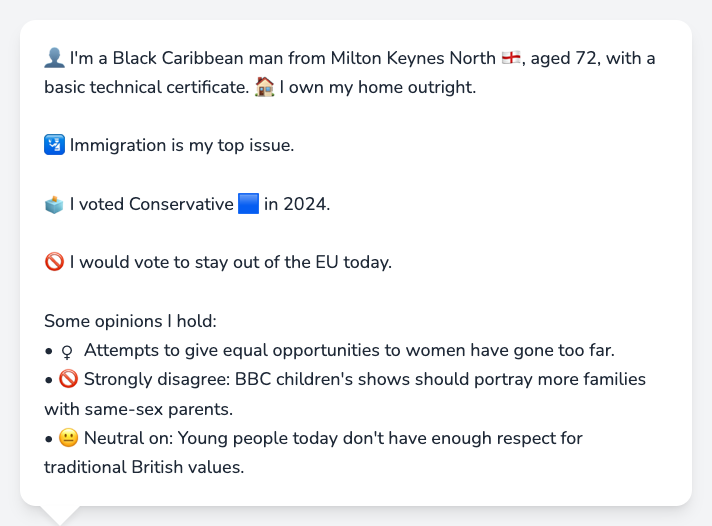 👤 I'm a Black Caribbean man from Milton Keynes North 🏴󠁧󠁢󠁥󠁮󠁧󠁿, aged 72, with a
basic technical certificate. 🏠 I own my home outright.
🛂 Immigration is my top issue.
🗳️ I voted Conservative 🟦 in 2024.
🚫 I would vote to stay out of the EU today.
Some opinions I hold:
• ♀ Attempts to give equal opportunities to women have gone too far.
• 🚫 Strongly disagree: BBC children's shows should portray more families
with same-sex parents.
• 😐 Neutral on: Young people today don't have enough respect for
traditional British values.